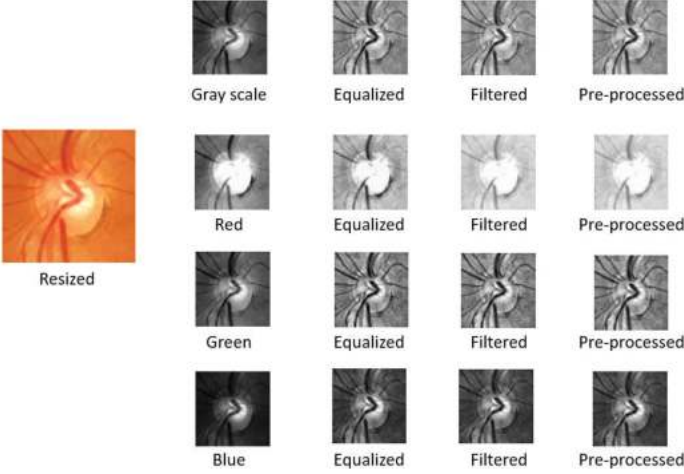 Gray scale Equalized Filtered Pre-processed
Red Equalized Filtered Pre-processed
Resized
Green Equalized Filtered Pre-processed
Blue Equalized Filtered Pre-processed